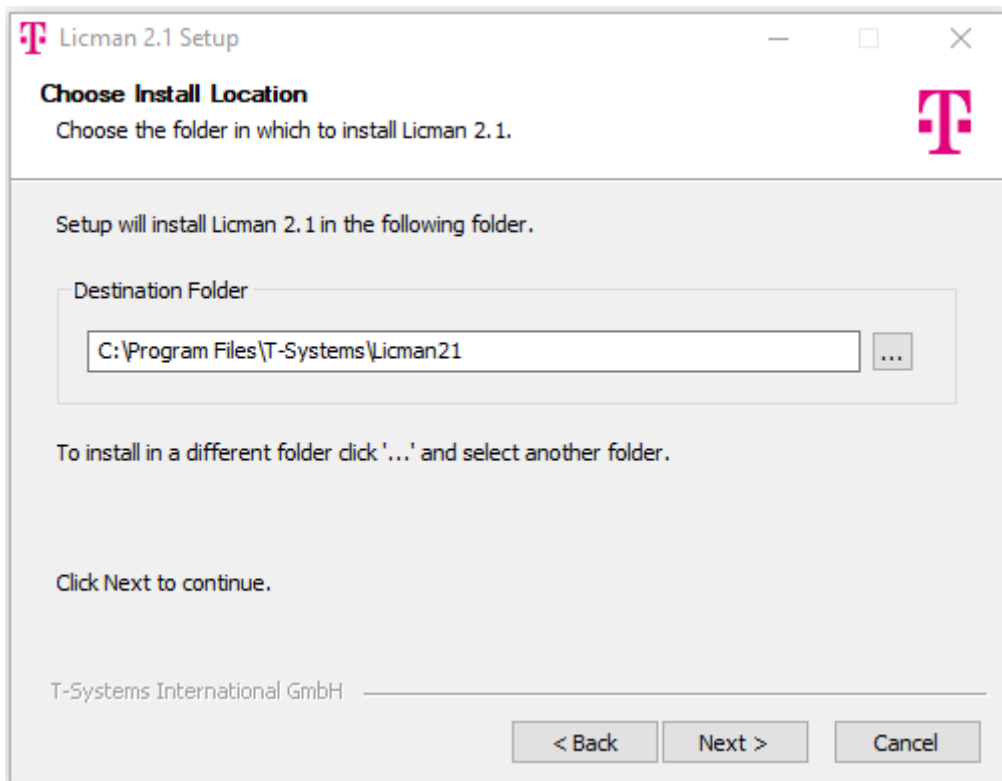 Licman 2.1 Setup
Choose Install Location
Choose the folder in which to install Licman 2.1.
Setup will install Licman 2.1 in the following folder.
Destination Folder
C:\Program Files\T-Systems\Licman21
...
To install in a different folder click '...' and select another folder.
Click Next to continue.
T-Systems International GmbH
< Back Next > Cancel